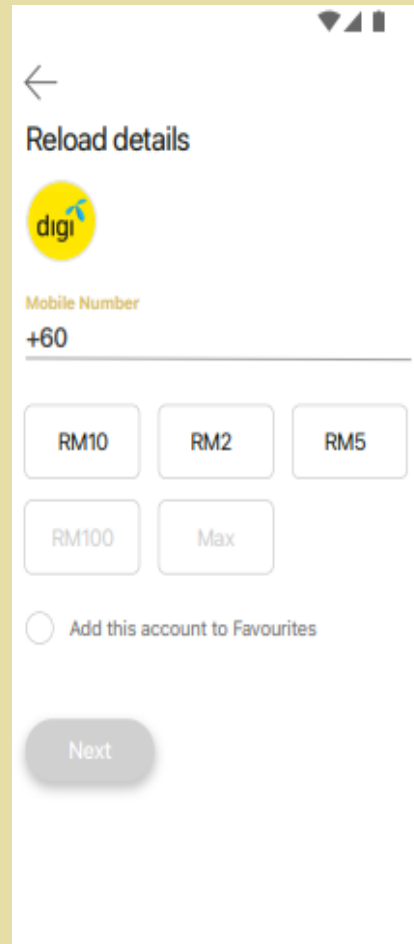 Reload details
digi
Mobile Number
+60
RM10 RM2 RM5
RM100 Max
Add this account to Favourites
Next